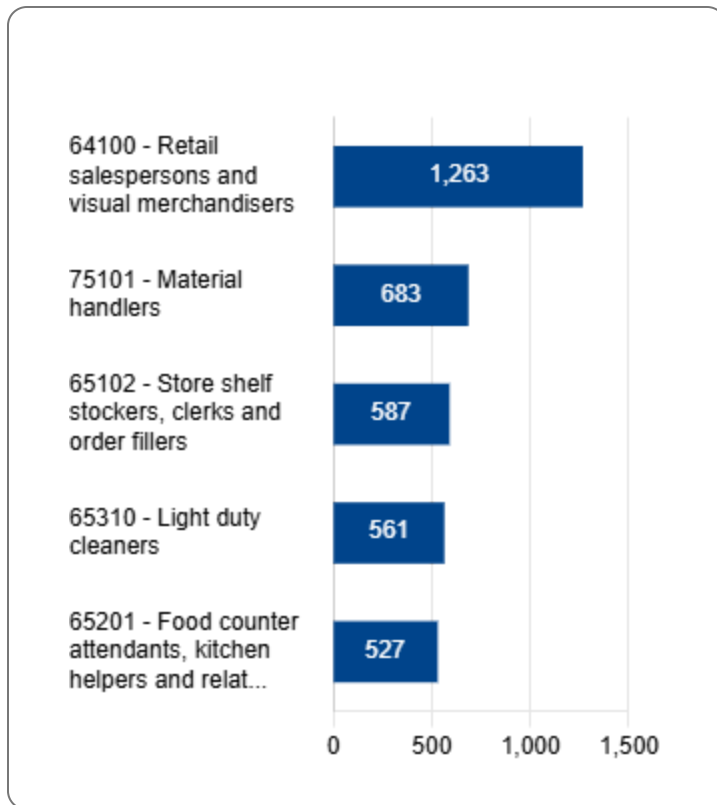 64100 - Retail
salespersons and
visual merchandisers
1,263
75101 - Material
handlers
683
65102 - Store shelf
stockers, clerks and
order fillers
587
65310 - Light duty
cleaners
561
65201 - Food counter
attendants, kitchen
helpers and relat...
527
0 500 1,000 1,500